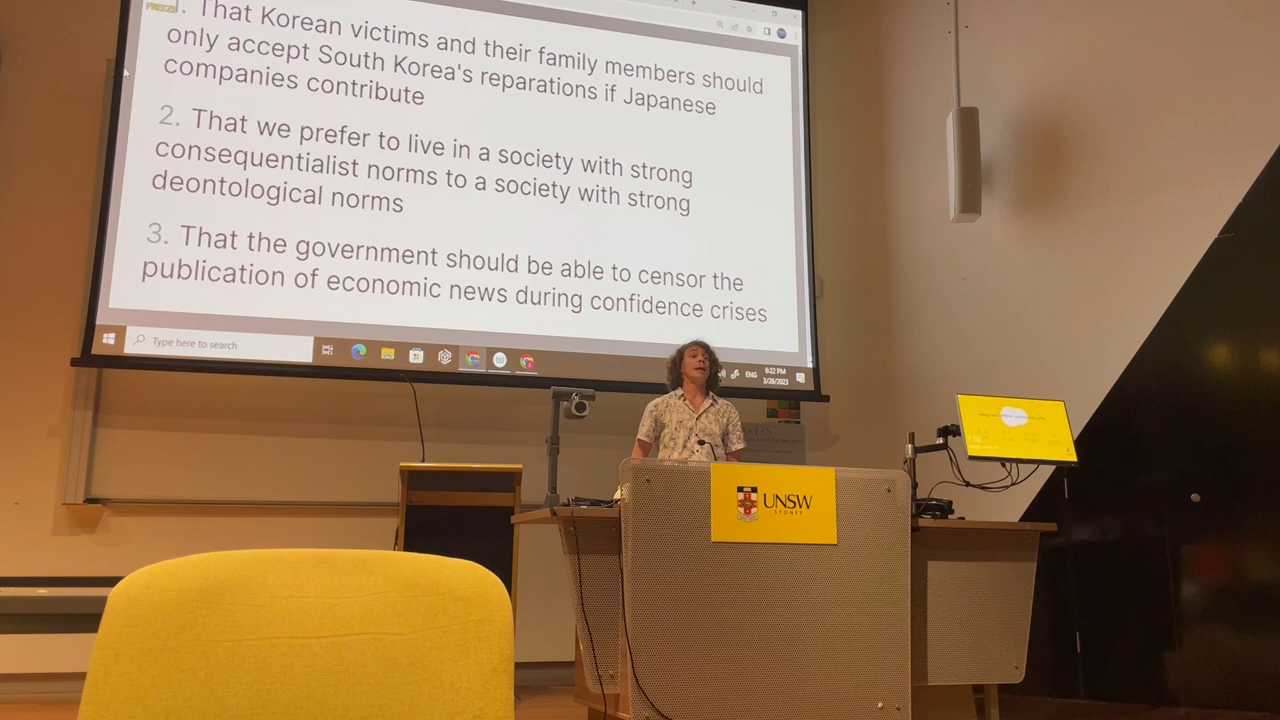 FREEZE
1. That Korean victims and their family members should
only accept South Korea's reparations if Japanese
companies contribute
2. That we prefer to live in a society with strong
consequentialist norms to a society with strong
deontological norms
3. That the government should be able to censor the
publication of economic news during confidence crises
Type here to search
ENG
6:22 PM
3/26/2023
UNSW
SYDNEY